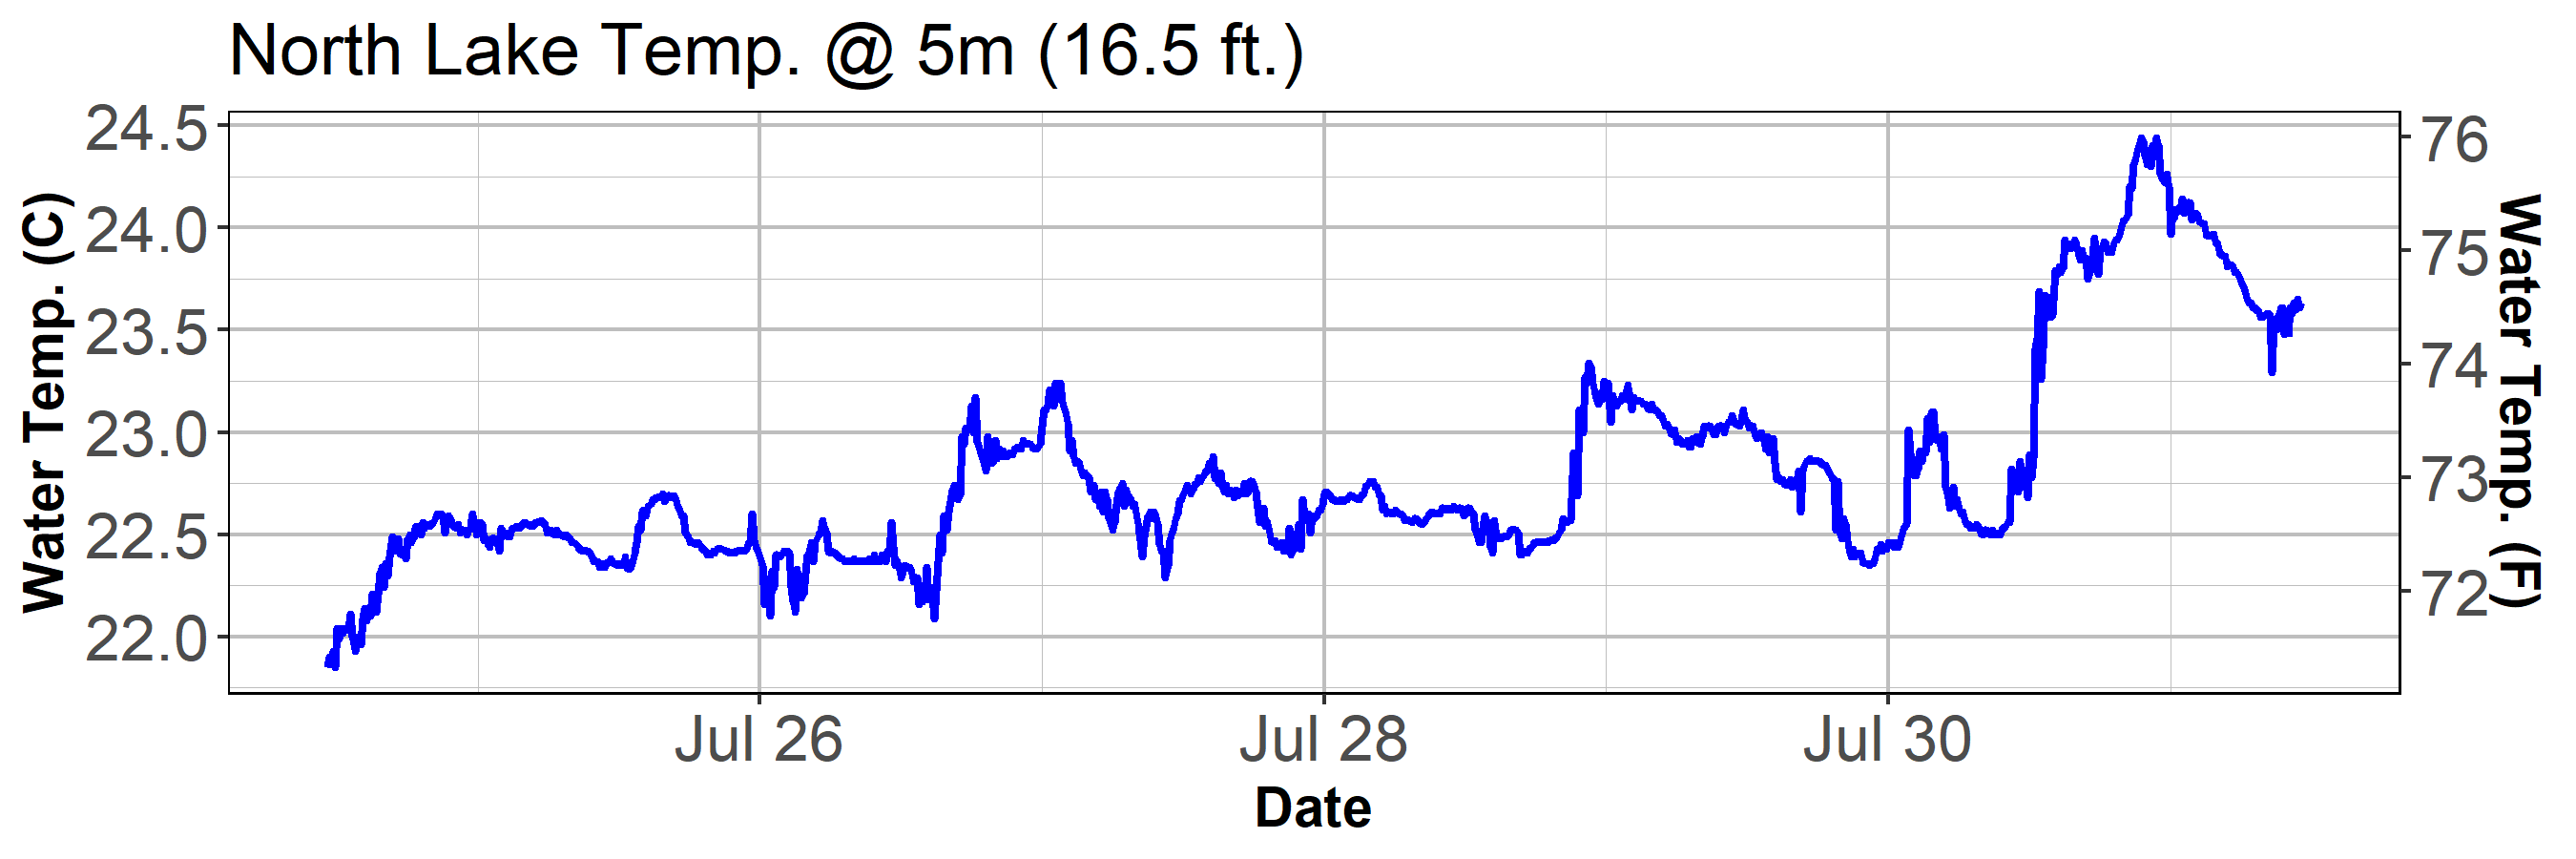 North Lake Temp. @ 5m (16.5 ft.)
Water Temp. (C)
24.5
24.0
23.5
23.0
22.5
22.0
76
75
74
73
72
Water Temp. (F)
Jul 26
Jul 28
Jul 30
Date